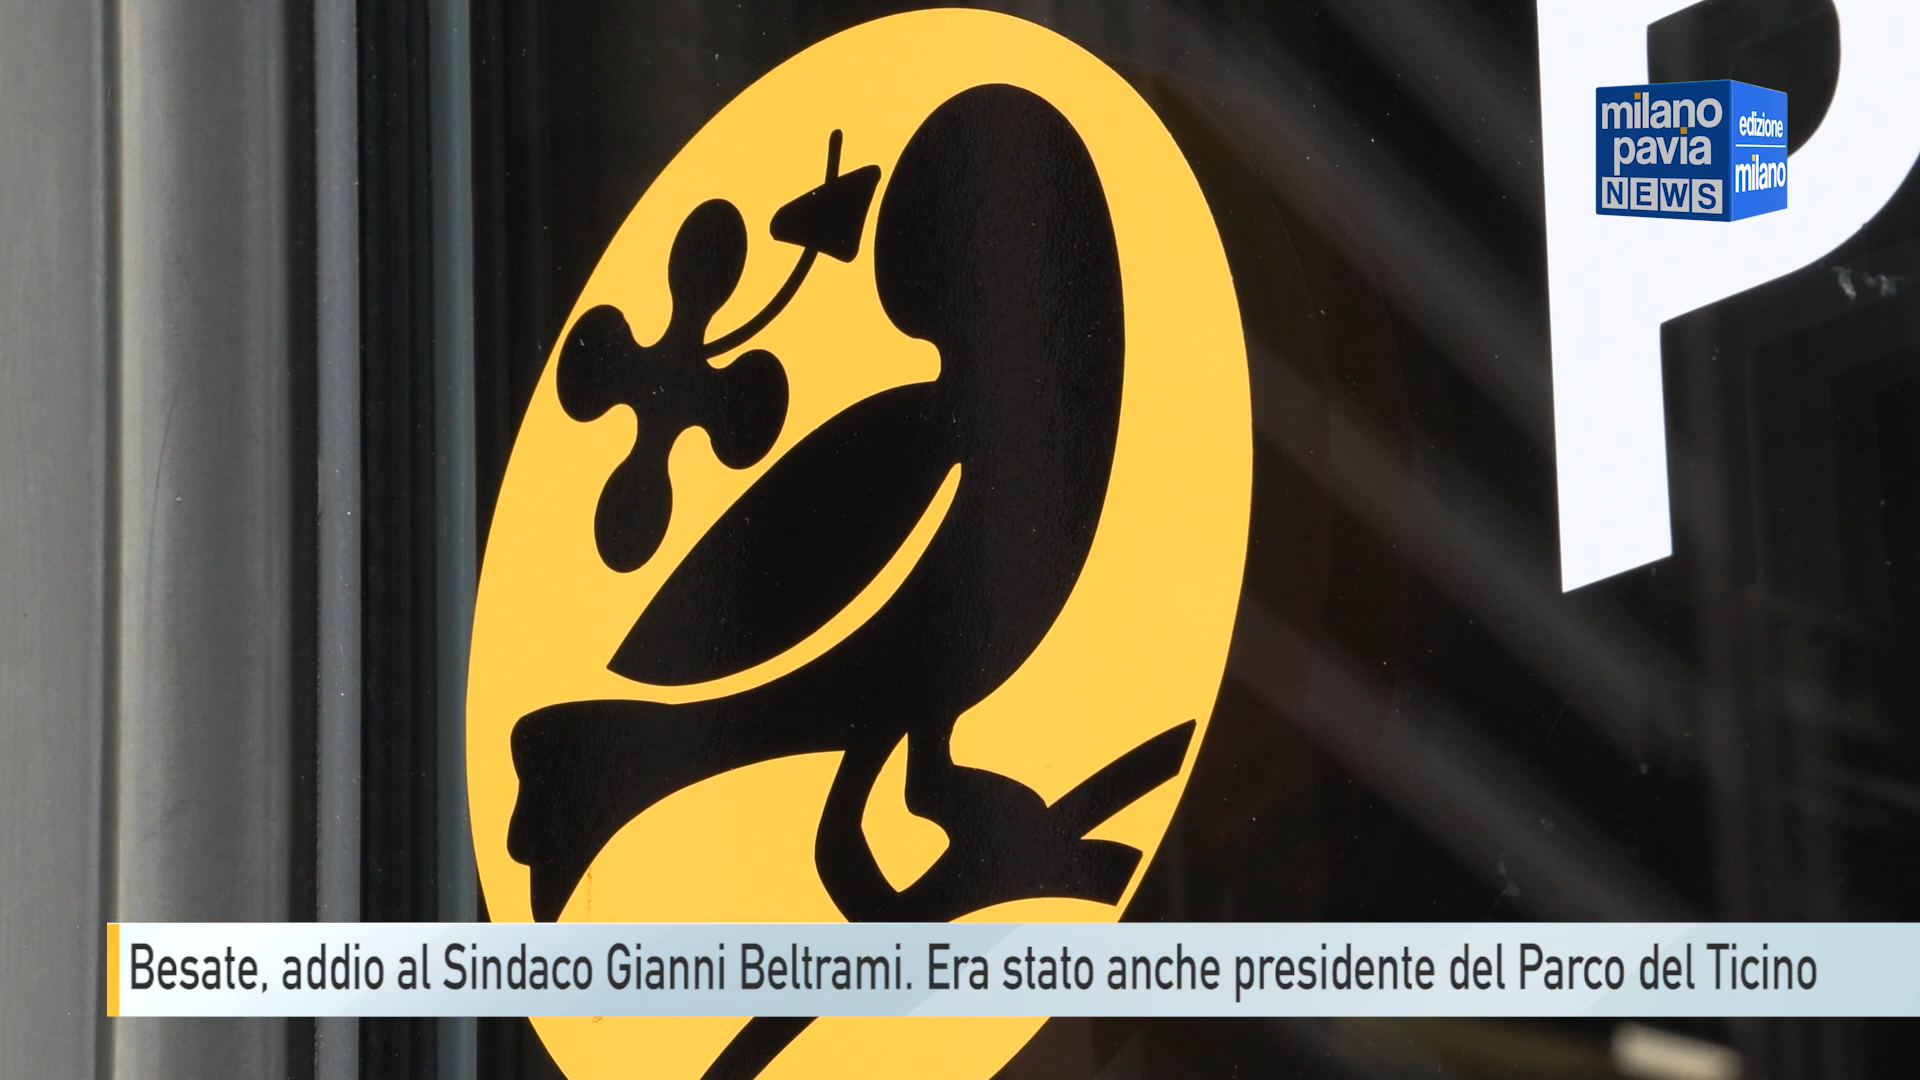 P
milano
pavia
NEWS
edizione
milano
Besate, addio al Sindaco Gianni Beltrami. Era stato anche presidente del Parco del Ticino